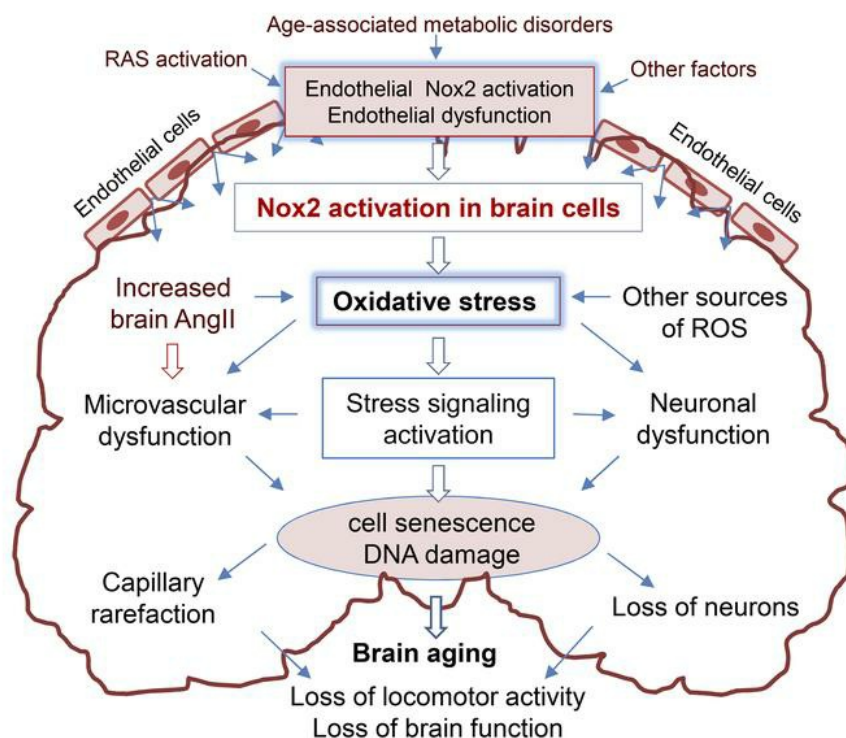 Age-associated metabolic disorders
RAS activation
Other factors
Endothelial Nox2 activation
Endothelial dysfunction
Endothelial cells
Endothelial cells
Nox2 activation in brain cells
Increased
brain AngII
Oxidative stress
Other sources
of ROS
Microvascular
dysfunction
Stress signaling
activation
Neuronal
dysfunction
cell senescence
DNA damage
Capillary
rarefaction
Loss of neurons
Brain aging
Loss of locomotor activity
Loss of brain function